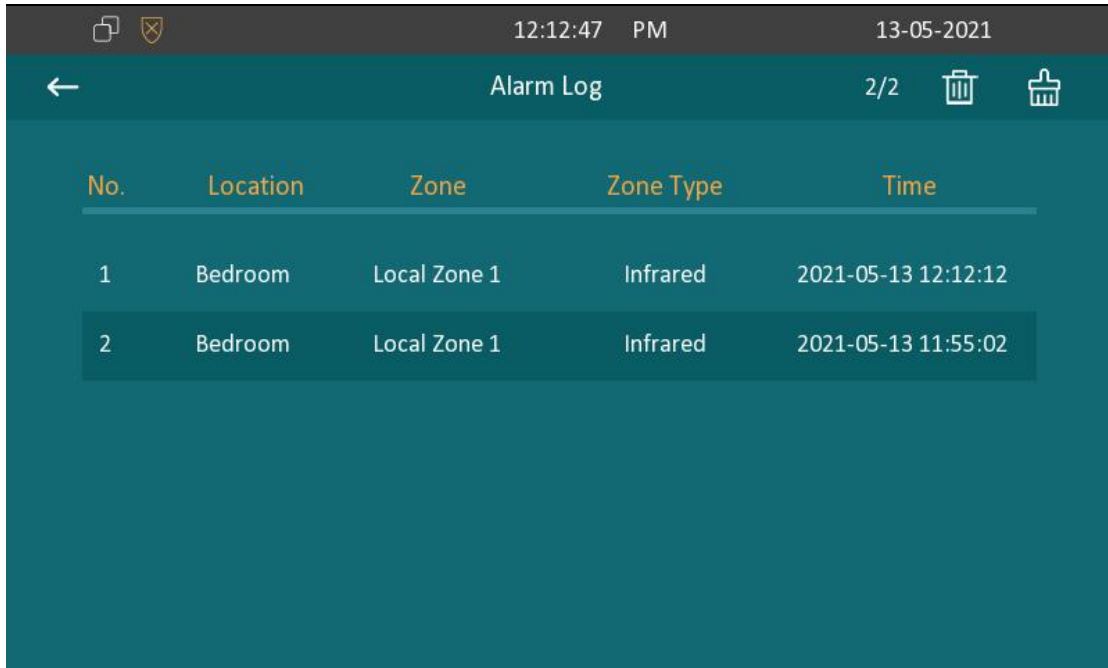 12:12:47 PM 13-05-2021
Alarm Log 2/2
No. Location Zone Zone Type Time
1 Bedroom Local Zone 1 Infrared 2021-05-13 12:12:12
2 Bedroom Local Zone 1 Infrared 2021-05-13 11:55:02